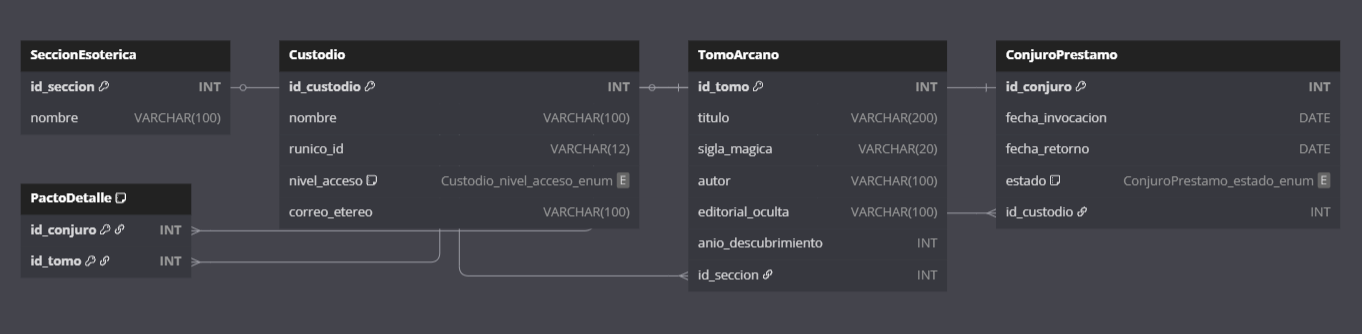 SeccionEsoterica
id_seccion INT
nombre VARCHAR(100)
PactoDetalle
id_conjuro INT
id_tomo INT
Custodio
id_custodio INT
nombre VARCHAR(100)
runico_id VARCHAR(12)
nivel_acceso Custodio_nivel_acceso_enum E
correo_etereo VARCHAR(100)
TomoArcano
id_tomo INT
titulo VARCHAR(200)
sigla_magica VARCHAR(20)
autor VARCHAR(100)
editorial_oculta VARCHAR(100)
anio_descubrimiento INT
id_seccion INT
ConjuroPrestamo
id_conjuro INT
fecha_invocacion DATE
fecha_retorno DATE
estado ConjuroPrestamo_estado_enum E
id_custodio INT